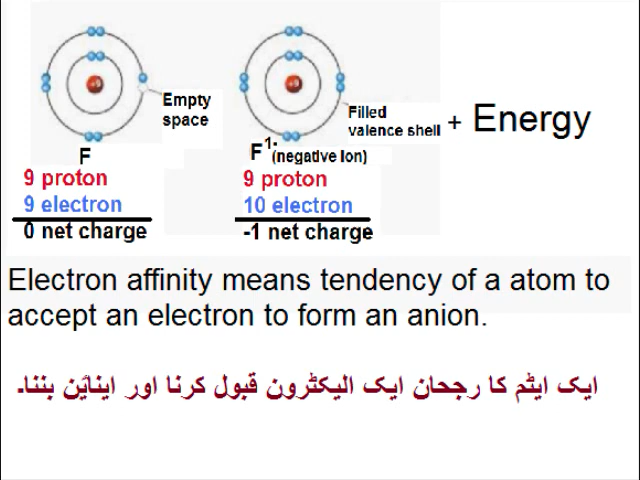 Empty
space
Filled
valence shell
+ Energy
F
F1- (negative Ion)
9 proton
9 electron
0 net charge
9 proton
10 electron
-1 net charge
Electron affinity means tendency of a atom to
accept an electron to form an anion.
ایک ایٹم کا رجحان ایک الیکٹرون قبول کرنا اور اینائین بننا۔